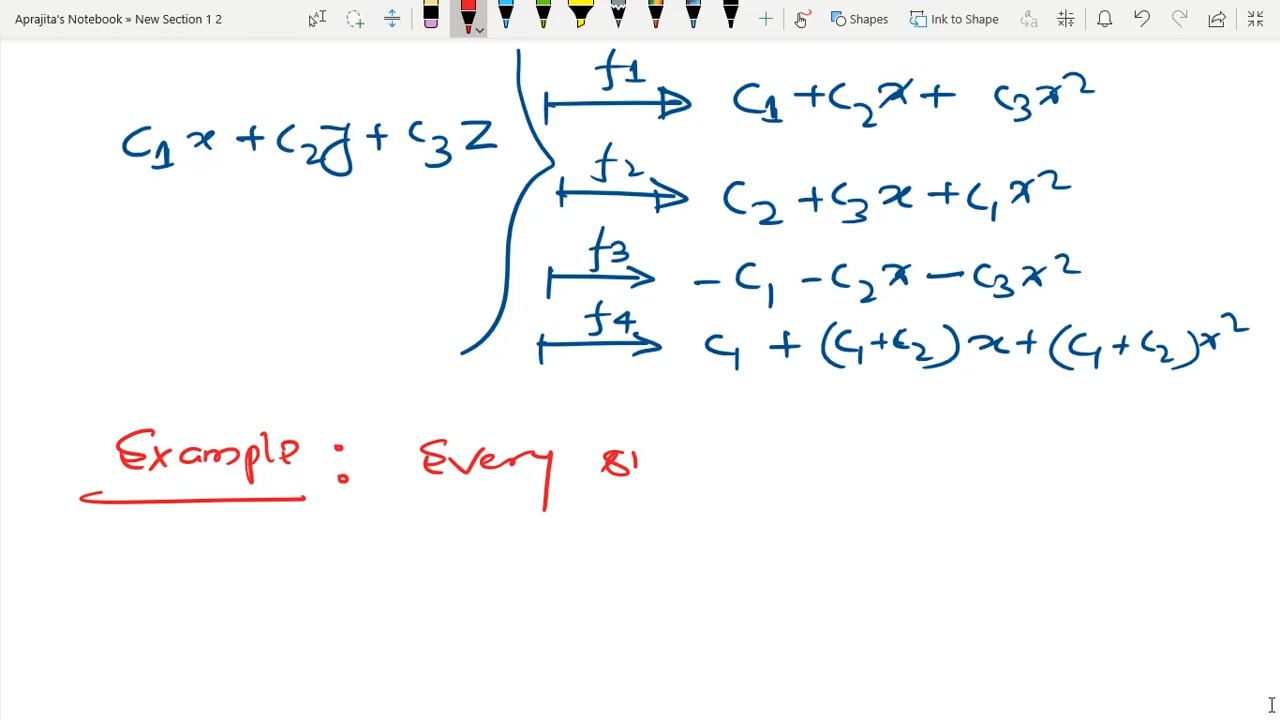 Aprajita's Notebook » New Section 1 2
Shapes
Ink to Shape
c₁x + c₂y + c₃z
f1 c₁ + c₂x + c₃x²
f2 c₂ + c₃x + c₁x²
f3 -c₁ - c₂x - c₃x²
f4 c₁ + (c₁+c₂)x + (c₁+c₂)x²
Example : Every